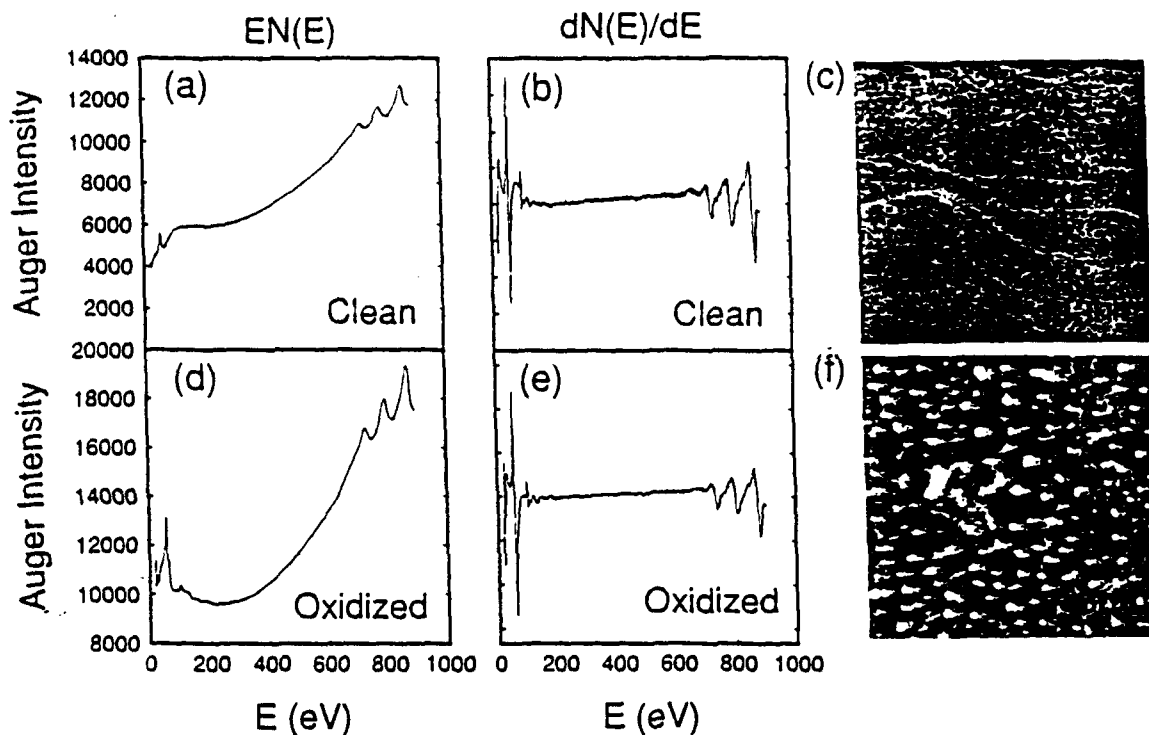 EN(E)
dN(E)/dE
14000
12000
10000
8000
6000
4000
2000
Auger Intensity
(a)
Clean
(b)
Clean
(c)
20000
18000
16000
14000
12000
10000
8000
Auger Intensity
(d)
Oxidized
(e)
Oxidized
(f)
0 200 400 600 800 1000
0 200 400 600 800 1000
E (eV)
E (eV)